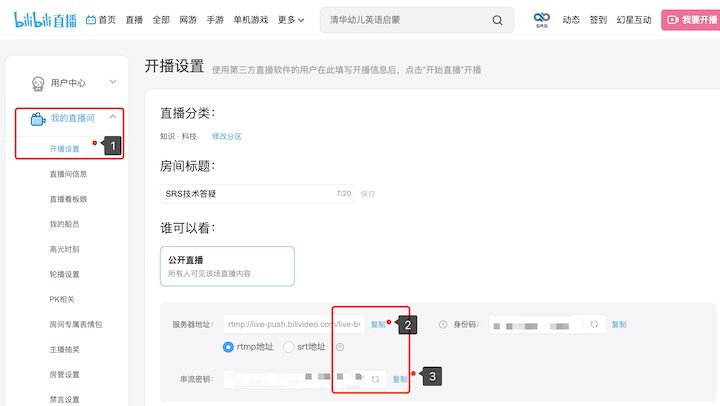 bilibili直播 首页 直播 全部 网游 手游 单机游戏 更多 清华幼儿英语启蒙 SRS 动态 签到 幻星互动 我要开播
用户中心
我的直播间
开播设置 1
直播间信息
直播看板娘
我的船员
高光时刻
轮播设置
PK相关
房间专属表情包
主播抽奖
房管设置
禁言设置
开播设置 使用第三方直播软件的用户在此填写开播信息后，点击“开始直播”开播
直播分类：
知识 · 科技 修改分区
房间标题：
SRS技术答疑 7/20 保存
谁可以看：
公开直播
所有人可见该场直播内容
服务器地址： rtmp://live-push.bilivideo.com/live-bv 复制 2 身份码： 复制
rtmp地址 srt地址
串流密钥： 复制 3